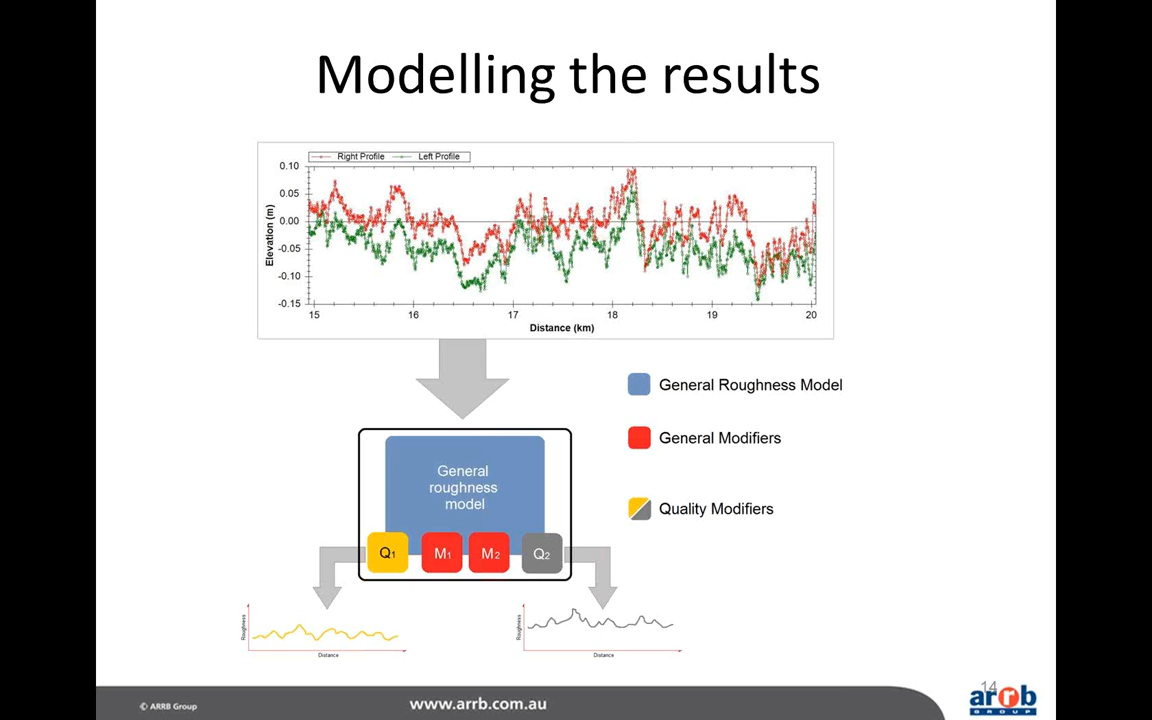 Modelling the results
Right Profile Left Profile
0.10
0.05
0.00
-0.05
-0.10
-0.15
Elevation (m)
15 16 17 18 19 20
Distance (km)
General Roughness Model
General Modifiers
Quality Modifiers
General
roughness
model
Q1 M1 M2 Q2
Roughness
Distance
Roughness
Distance
© ARRB Group
www.arrb.com.au
14
arrb
GROUP